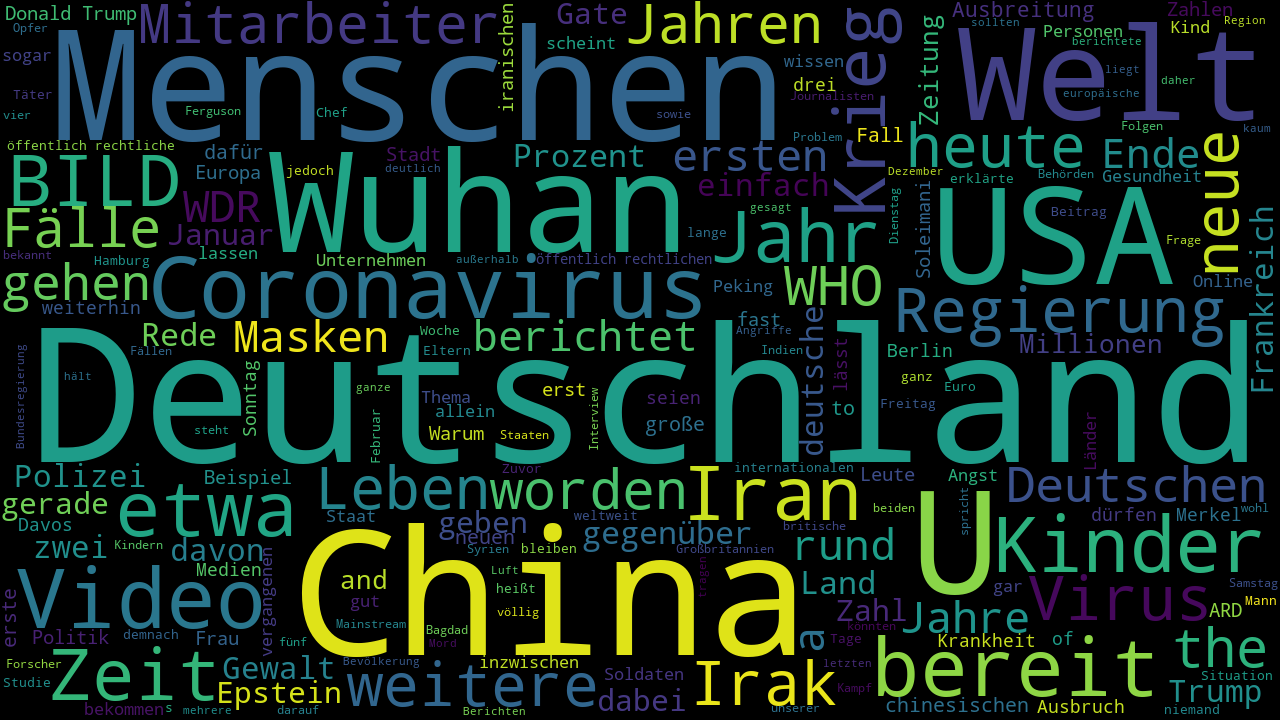 Donald Trump
Mitarbeiter
Gate
Jahren
Ausbreitung
Zahlen
Opfer
iranischen
Krieg
sollten
Region
Menschen
Welt
Personen
Kind
sogar
scheint
Zeitung
berichtete
wissen
liegt
drei
daher
Täter
Journalisten
europäische
vier
Ferguson
Chef
sowie
Problem
Fall
heute
Folgen
kaum
öffentlich rechtliche
dafür
Stadt
Prozent
ersten
Ende
neue
BILD
Wuhan
Europa
jedoch
deutlich
einfach
Dezember
erklärte
Behörden
Gesundheit
USA
Fälle
WDR
Januar
gesagt
Jahr
Dienstag
Soleimani
Beitrag
Frage
Frankreich
bekannt
Hamburg
lassen
Unternehmen
außerhalb
öffentlich rechtlichen
lange
gehen
Coronavirus
Peking
WHO
Online
weiterhin
Regierung
Rede
Masken
Woche
berichtet
fast
Angriffe
deutsche
Millionen
Fällen
Eltern
Indien
lässt
Berlin
Bundesregierung
Deutschland
hält
Sonntag
ganze
Thema
erst
seien
ganz
Euro
allein
to
Freitag
steht
Februar
Warum
Staaten
Interview
große
Länder
Polizei
Beispiel
Zuvor
internationalen
Leute
Angst
Deutschen
gerade
etwa
Leben
worden
Iran
U
Kinder
beiden
spricht
dürfen
Merkel
wohl
Davos
Staat
geben
neuen
weltweit
gegenüber
britische
zwei
Kindern
davon
Syrien
bleiben
Großbritannien
rund
Video
Medien
vergangenen
China
and
Luft
heißt
tragen
Land
gar
Virus
Samstag
erste
gut
völlig
Zahl
Jahre
ARD
Mann
Politik
demnach
Frau
fünf
Mainstream
Bagdad
Mord
a
könnten
Tage
Krankheit
of
the
Forscher
Zeit
Gewalt
Bevölkerung
inzwischen
Soldaten
Irak
letzten
bereit
Studie
Epstein
weitere
dabei
Kampf
Situation
Trump
bekommen
s
mehrere
darauf
Berichten
unserer
chinesischen
Ausbruch
niemand